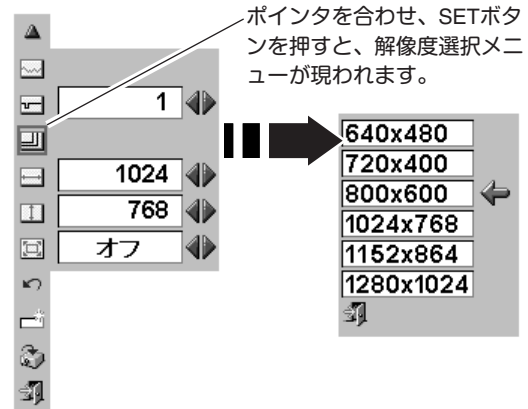 ポインタを合わせ、SETボタ
ンを押すと、解像度選択メニ
ューが現われます。
1
1024
768
オフ
640x480
720x400
800x600
1024x768
1152x864
1280x1024